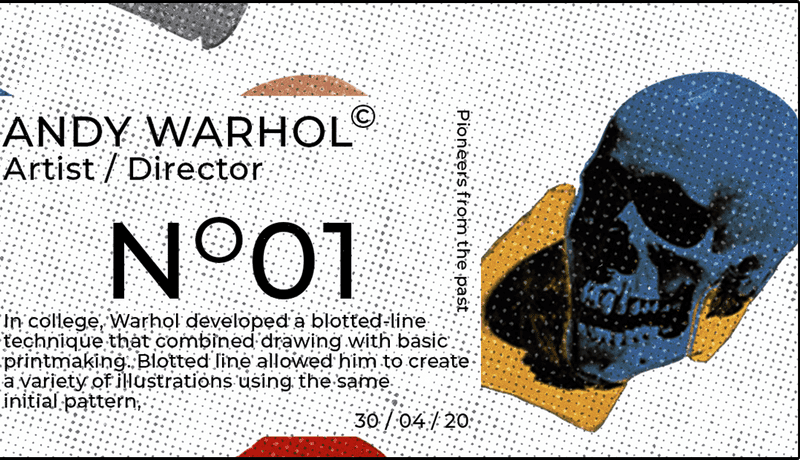 ANDY WARHOL©
Artist / Director
Nº01
In college, Warhol developed a blotted-line
technique that combined drawing with basic
printmaking. Blotted line allowed him to create
a variety of illustrations using the same
initial pattern.
30 / 04 / 20
Pioneers from the past